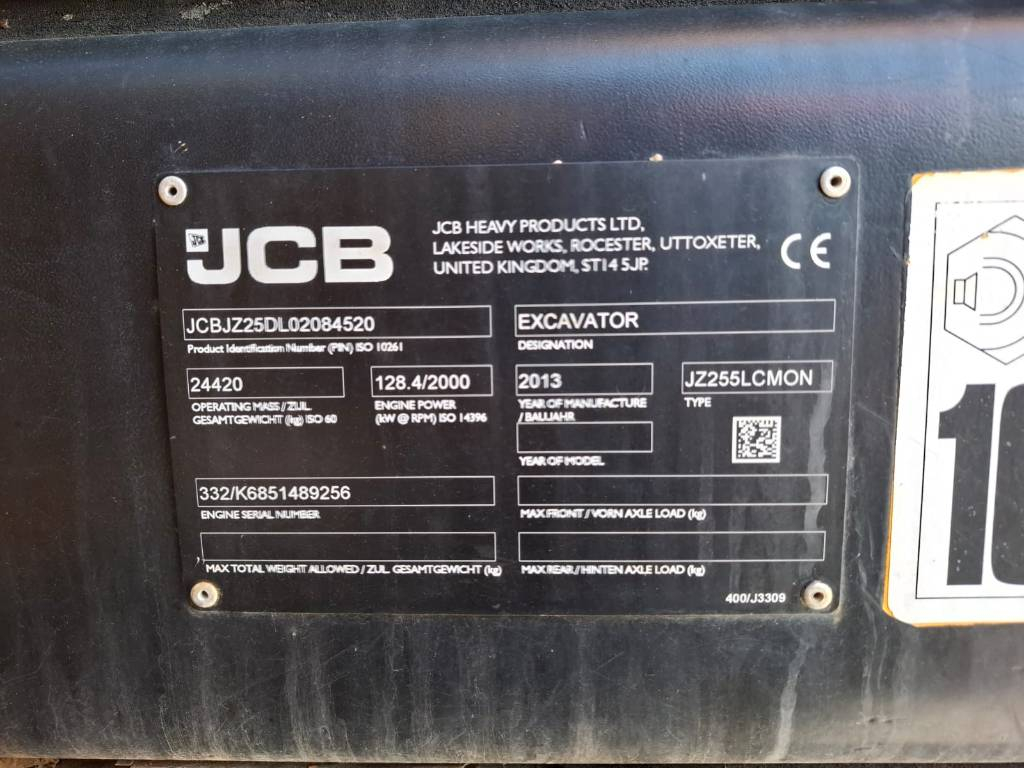 JCB
JCB HEAVY PRODUCTS LTD,
LAKESIDE WORKS, ROCESTER, UTTOXETER,
UNITED KINGDOM, ST14 5JP.
CE
JCBJZ25DL02084520
Product Identification Number (PIN) ISO 10261
EXCAVATOR
DESIGNATION
24420
OPERATING MASS / ZUL.
GESAMTGEWICHT (kg) ISO 60
128.4/2000
ENGINE POWER
(kW @ RPM) ISO 14396
2013
YEAR OF MANUFACTURE
/ BAUJAHR
JZ255LCMON
TYPE
YEAR OF MODEL
332/K6851489256
ENGINE SERIAL NUMBER
MAX FRONT / VORN AXLE LOAD (kg)
MAX TOTAL WEIGHT ALLOWED / ZUL. GESAMTGEWICHT (kg)
MAX REAR / HINTEN AXLE LOAD (kg)
400/J3309